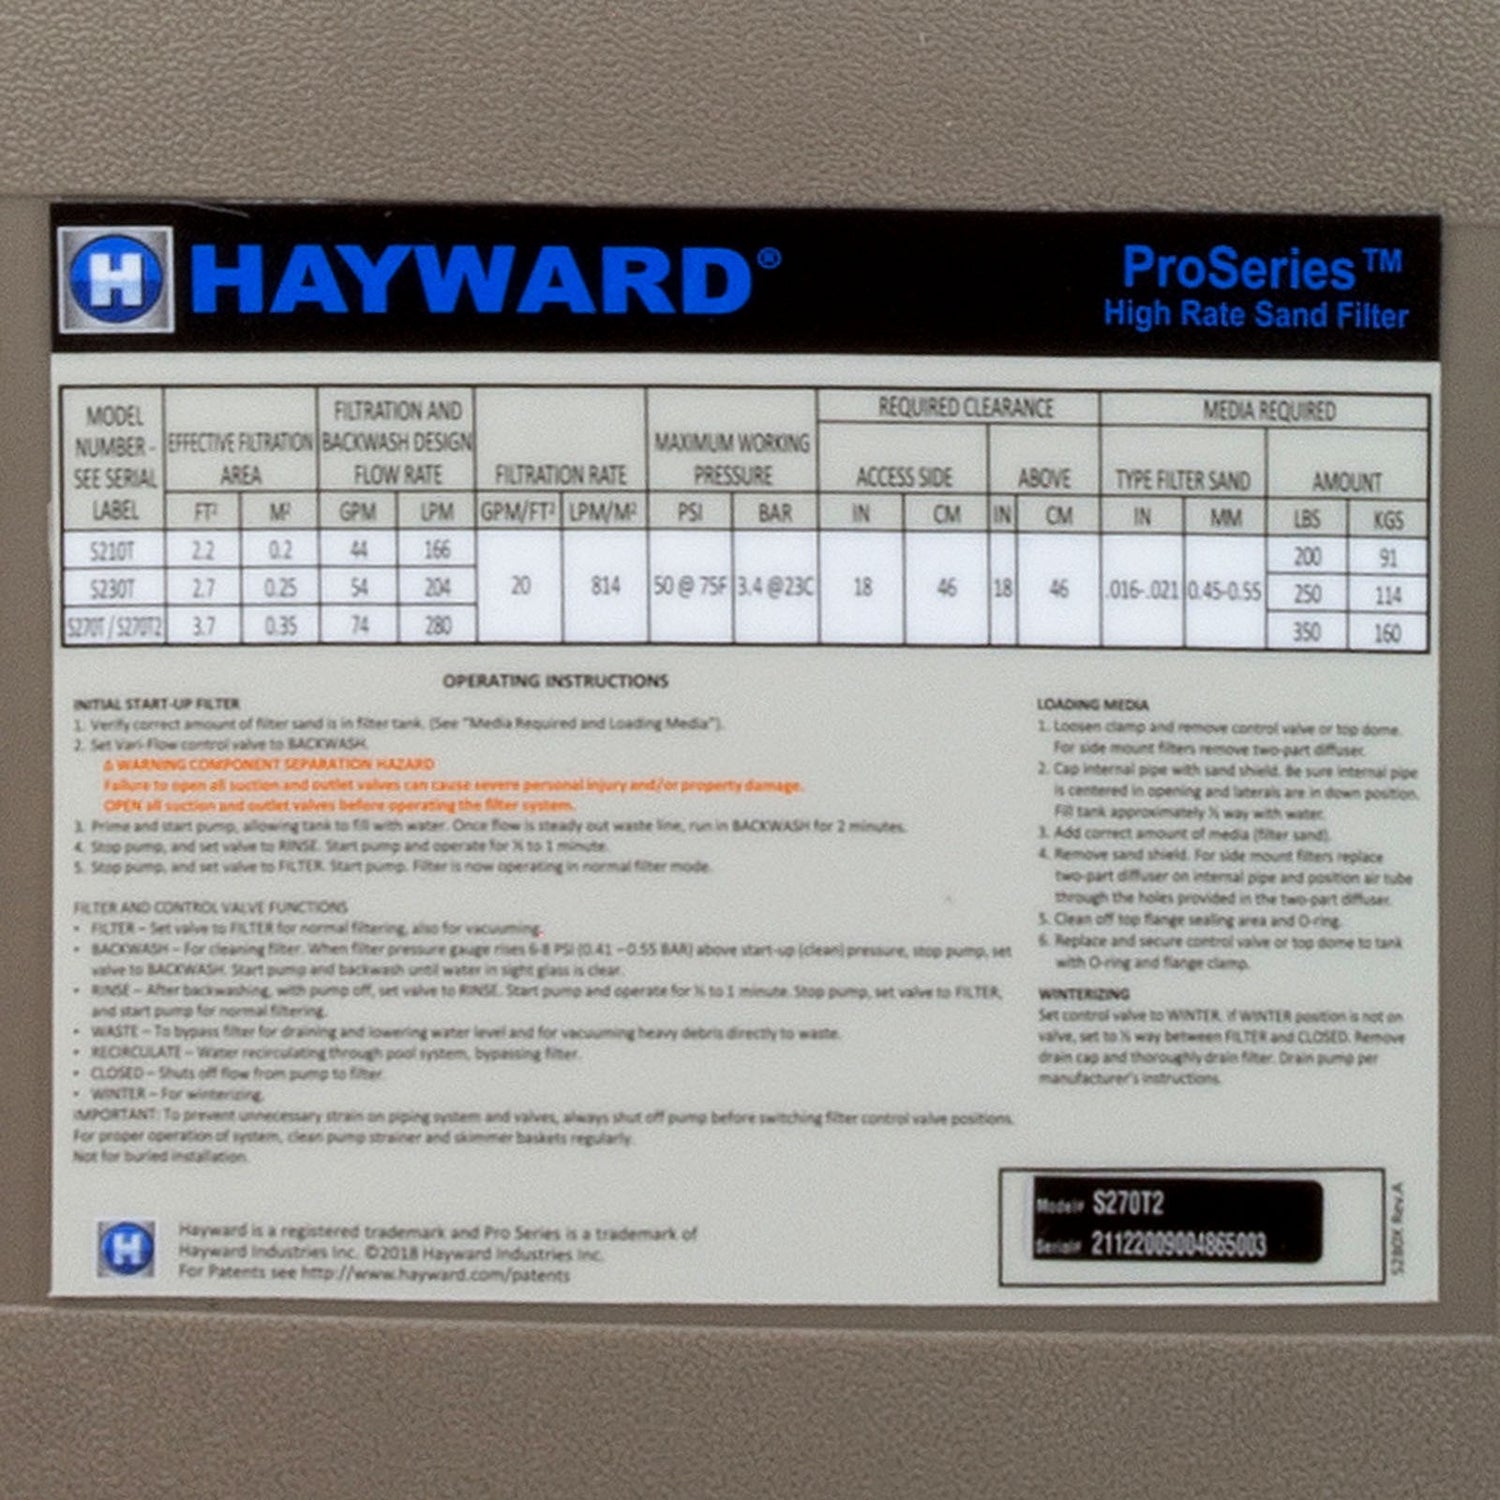 H HAYWARD®
ProSeries™
High Rate Sand Filter
MODEL NUMBER - SEE SERIAL LABEL
EFFECTIVE FILTRATION AREA
FILTRATION AND BACKWASH DESIGN FLOW RATE
FILTRATION RATE
MAXIMUM WORKING PRESSURE
REQUIRED CLEARANCE
MEDIA REQUIRED
ACCESS SIDE ABOVE TYPE FILTER SAND AMOUNT
FT² M² GPM LPM GPM/FT² LPM/M² PSI BAR IN CM IN CM IN MM LBS KGS
S210T 2.2 0.2 44 166 200 91
S230T 2.7 0.25 54 204 20 814 50 @ 75F 3.4 @23C 18 46 18 46 .016-.021 0.45-0.55 250 114
S270T / S270T2 3.7 0.35 74 280 350 160
OPERATING INSTRUCTIONS
INITIAL START-UP FILTER
1. Verify correct amount of filter sand is in filter tank. (See "Media Required and Loading Media").
2. Set Vari-Flow control valve to BACKWASH.
⚠ WARNING COMPONENT SEPARATION HAZARD
Failure to open all suction and outlet valves can cause severe personal injury and/or property damage.
OPEN all suction and outlet valves before operating the filter system.
3. Prime and start pump, allowing tank to fill with water. Once flow is steady out waste line, run in BACKWASH for 2 minutes.
4. Stop pump, and set valve to RINSE. Start pump and operate for ½ to 1 minute.
5. Stop pump, and set valve to FILTER. Start pump. Filter is now operating in normal filter mode.
FILTER AND CONTROL VALVE FUNCTIONS
• FILTER – Set valve to FILTER for normal filtering, also for vacuuming.
• BACKWASH – For cleaning filter. When filter pressure gauge rises 6-8 PSI (0.41 –0.55 BAR) above start-up (clean) pressure, stop pump, set
valve to BACKWASH. Start pump and backwash until water in sight glass is clear.
• RINSE – After backwashing, with pump off, set valve to RINSE. Start pump and operate for ½ to 1 minute. Stop pump, set valve to FILTER,
and start pump for normal filtering.
• WASTE – To bypass filter for draining and lowering water level and for vacuuming heavy debris directly to waste.
• RECIRCULATE – Water recirculating through pool system, bypassing filter.
• CLOSED – Shuts off flow from pump to filter.
• WINTER – For winterizing.
IMPORTANT: To prevent unnecessary strain on piping system and valves, always shut off pump before switching filter control valve positions.
For proper operation of system, clean pump strainer and skimmer baskets regularly.
Not for buried installation.
LOADING MEDIA
1. Loosen clamp and remove control valve or top dome.
For side mount filters remove two-part diffuser.
2. Cap internal pipe with sand shield. Be sure internal pipe
is centered in opening and laterals are in down position.
Fill tank approximately ½ way with water.
3. Add correct amount of media (filter sand).
4. Remove sand shield. For side mount filters replace
two-part diffuser on internal pipe and position air tube
through the holes provided in the two-part diffuser.
5. Clean off top flange sealing area and O-ring.
6. Replace and secure control valve or top dome to tank
with O-ring and flange clamp.
WINTERIZING
Set control valve to WINTER. If WINTER position is not on
valve, set to ½ way between FILTER and CLOSED. Remove
drain cap and thoroughly drain filter. Drain pump per
manufacturer's instructions.
H
Hayward is a registered trademark and Pro Series is a trademark of
Hayward Industries Inc. ©2018 Hayward Industries Inc.
For Patents see http://www.hayward.com/patents
Model# S270T2
Serial# 21122009004865003
S280X Rev.A